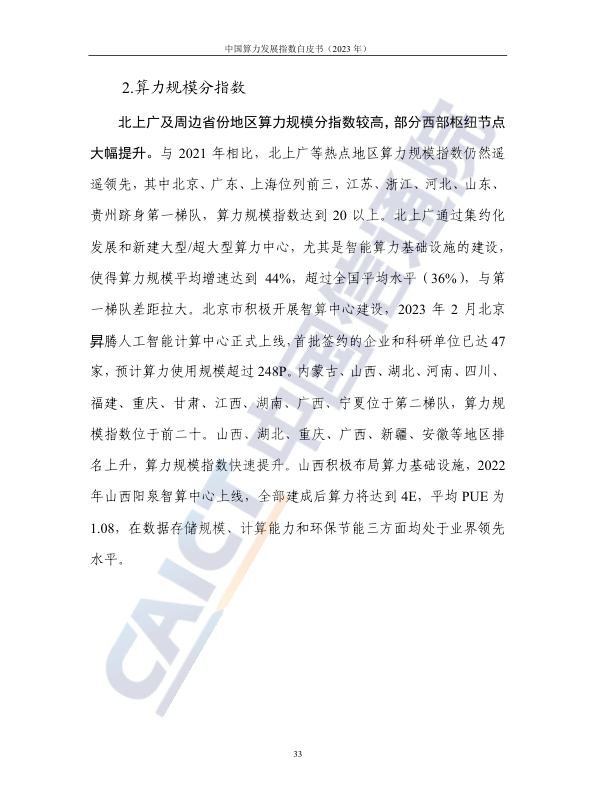 中国算力发展指数白皮书（2023 年）
2.算力规模分指数
北上广及周边省份地区算力规模分指数较高，部分西部枢纽节点
大幅提升。与 2021 年相比，北上广等热点地区算力规模指数仍然遥
遥领先，其中北京、广东、上海位列前三，江苏、浙江、河北、山东、
贵州跻身第一梯队，算力规模指数达到 20 以上。北上广通过集约化
发展和新建大型/超大型算力中心，尤其是智能算力基础设施的建设，
使得算力规模平均增速达到 44%，超过全国平均水平（36%），与第
一梯队差距拉大。北京市积极开展智算中心建设，2023 年 2 月北京
昇腾人工智能计算中心正式上线，首批签约的企业和科研单位已达 47
家，预计算力使用规模超过 248P。内蒙古、山西、湖北、河南、四川、
福建、重庆、甘肃、江西、湖南、广西、宁夏位于第二梯队，算力规
模指数位于前二十。山西、湖北、重庆、广西、新疆、安徽等地区排
名上升，算力规模指数快速提升。山西积极布局算力基础设施，2022
年山西阳泉智算中心上线，全部建成后算力将达到 4E，平均 PUE 为
1.08，在数据存储规模、计算能力和环保节能三方面均处于业界领先
水平。
CAICT 中国信通院
33